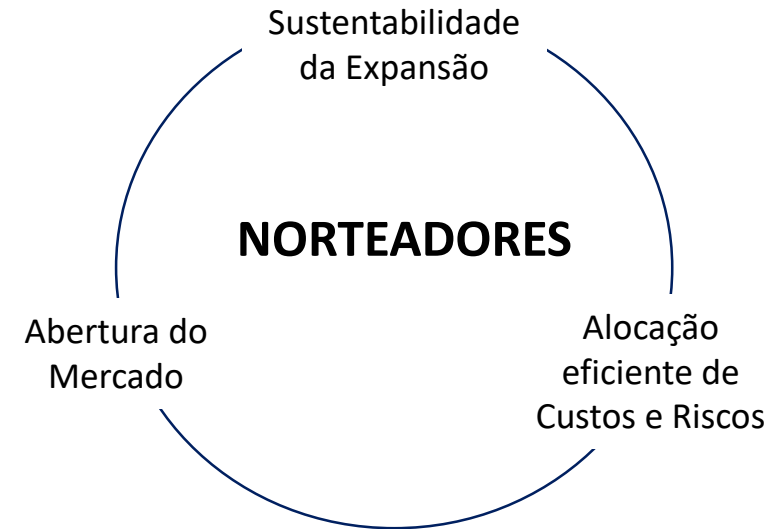 Sustentabilidade
da Expansão
NORTEADORES
Abertura do
Mercado
Alocação
eficiente de
Custos e Riscos